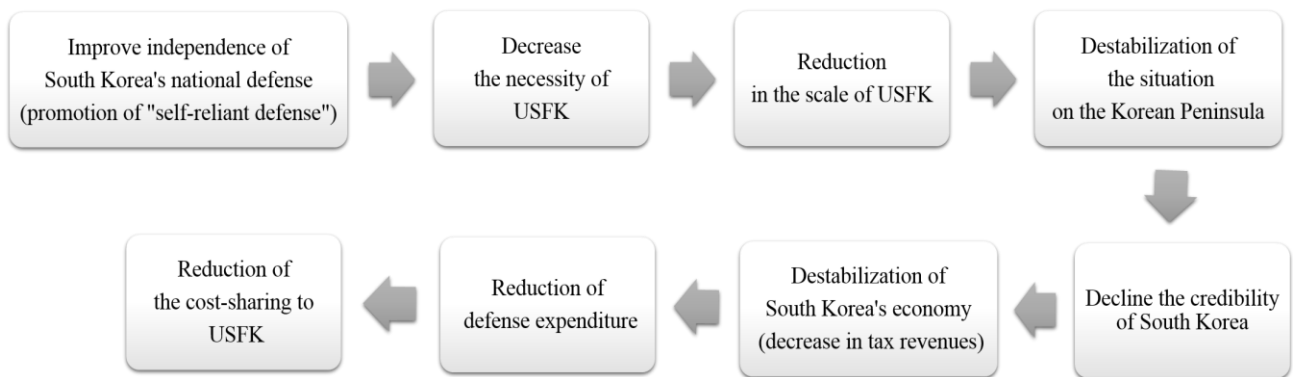 Improve independence of
South Korea's national defense
(promotion of "self-reliant defense")
Decrease
the necessity of
USFK
Reduction
in the scale of USFK
Destabilization of
the situation
on the Korean Peninsula
Decline the credibility
of South Korea
Destabilization of
South Korea's economy
(decrease in tax revenues)
Reduction of
defense expenditure
Reduction of
the cost-sharing to
USFK